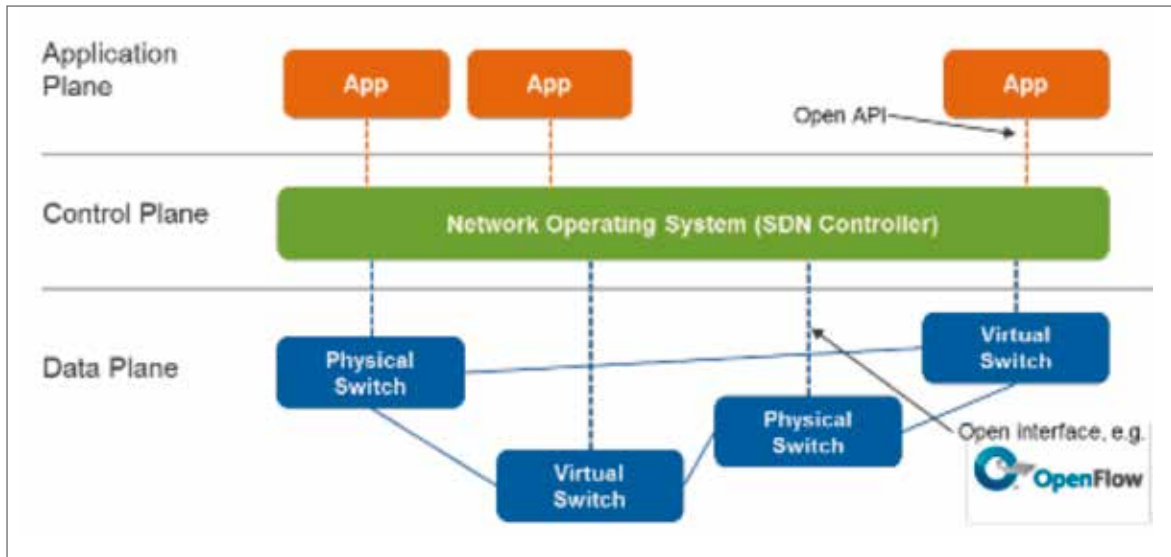 Application
Plane
App
App
App
Open API
Control Plane
Network Operating System (SDN Controller)
Data Plane
Physical
Switch
Virtual
Switch
Physical
Switch
Virtual
Switch
Open interface, e.g.
OpenFlow